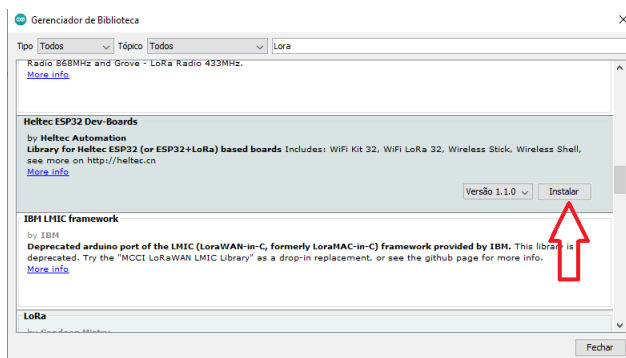 Gerenciador de Biblioteca
Tipo Todos Tópico Todos Lora
Radio 868MHz and Grove - LoRa Radio 433MHz.
More info
Heltec ESP32 Dev-Boards
by Heltec Automation
Library for Heltec ESP32 (or ESP32+LoRa) based boards Includes: WiFi Kit 32, WiFi LoRa 32, Wireless Stick, Wireless Shell,
see more on http://heltec.cn
More info
Versão 1.1.0 Instalar
IBM LMIC framework
by IBM
Deprecated arduino port of the LMIC (LoraWAN-in-C, formerly LoraMAC-in-C) framework provided by IBM. This library is
deprecated. Try the "MCCI LoRaWAN LMIC Library" as a drop-in replacement, or see the github page for more info.
More info
LoRa
by Sandeep Mistry
Fechar